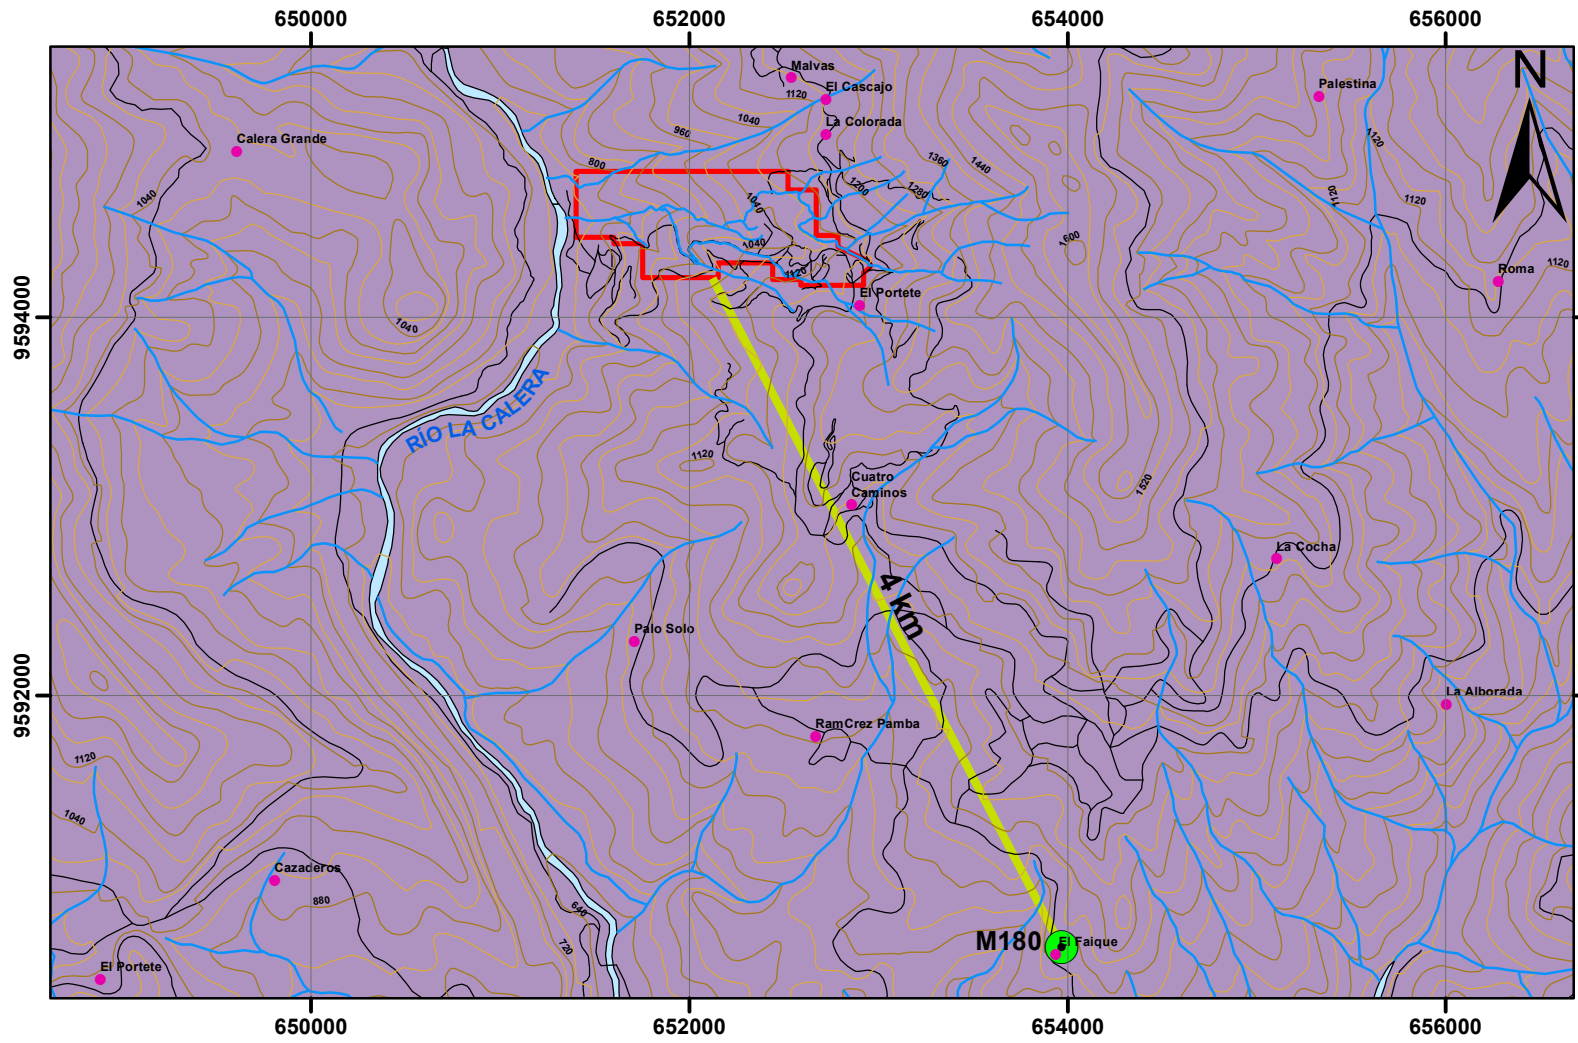 650000
652000
654000
656000
N
Malvas
El Cascajo
1120
La Colorada
1040
960
Palestina
1120
Calera Grande
800
1360
1440
1200
1280
1040
1040
1120
1120
1040
1600
1040
1120
1120
Roma
El Portete
9594000
1040
RÍO LA CALERA
1120
Cuatro
Caminos
1520
La Cocha
4 km
Palo Solo
9592000
La Alborada
RamCrez Pamba
1120
1040
Cazaderos
880
640
720
M180
El Faique
El Portete
650000
652000
654000
656000